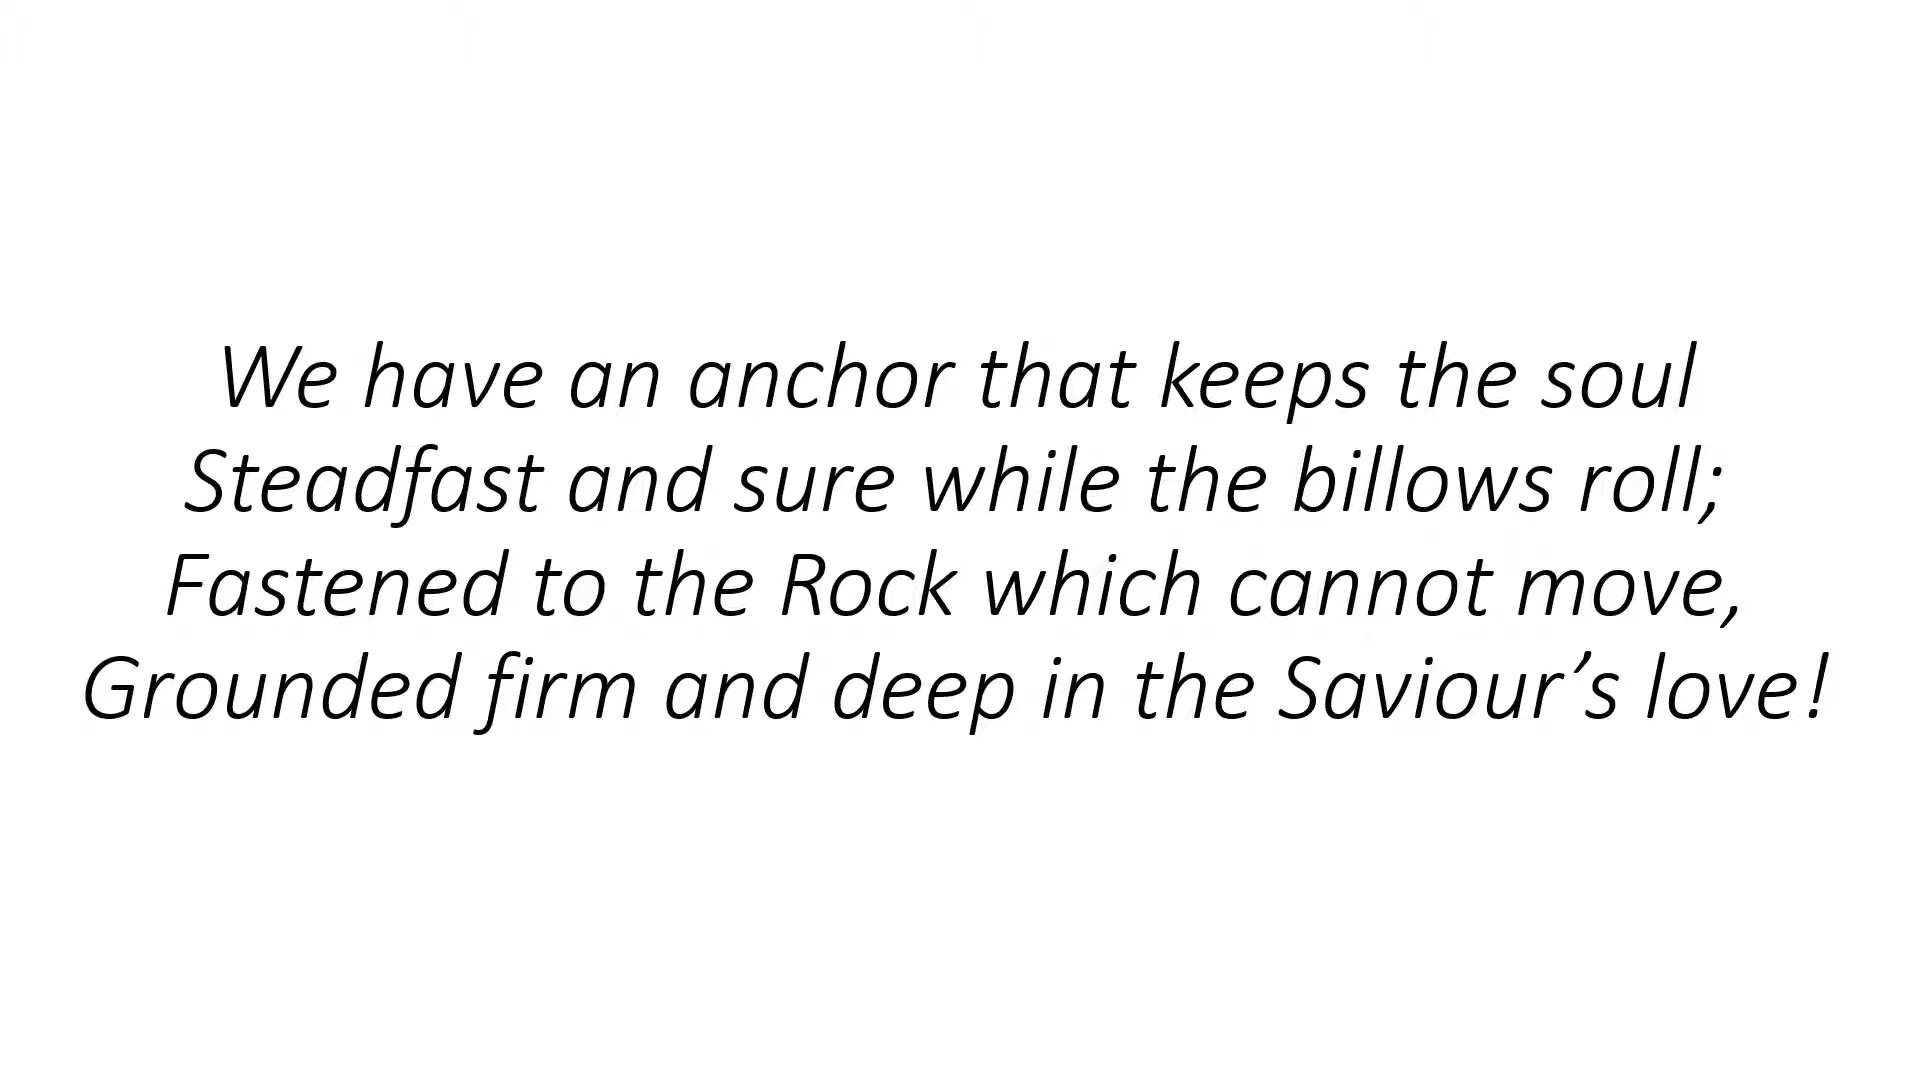 We have an anchor that keeps the soul
Steadfast and sure while the billows roll;
Fastened to the Rock which cannot move,
Grounded firm and deep in the Saviour’s love!